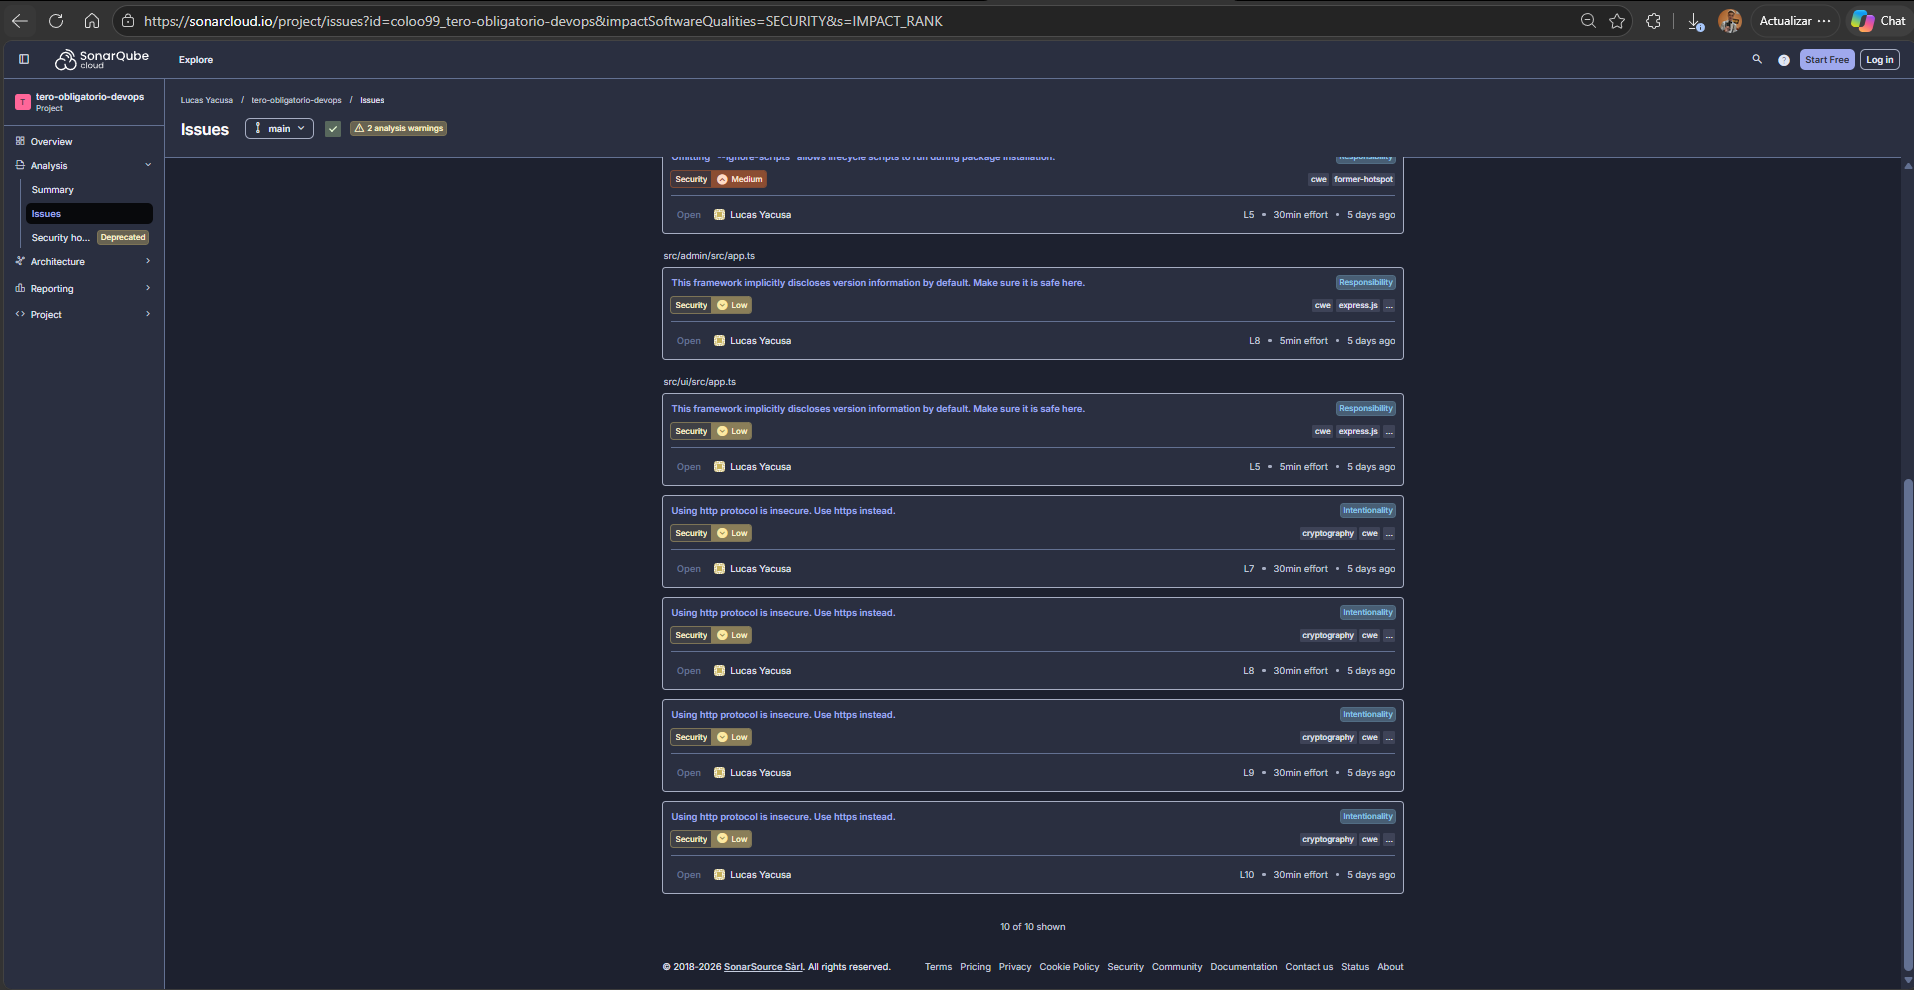 https://sonarcloud.io/project/issues?id=coloo99_tero-obligatorio-devops&impactSoftwareQualities=SECURITY&s=IMPACT_RANK
Actualizar ···
Chat
SonarQube cloud
Explore
?
Start Free
Log in
T
tero-obligatorio-devops
Project
Overview
Analysis
Summary
Issues
Security ho... Deprecated
Architecture
Reporting
Project
Lucas Yacusa / tero-obligatorio-devops / Issues
Issues
main
2 analysis warnings
Omitting "--ignore-scripts" allows lifecycle scripts to run during package installation. Responsibility
Security Medium cwe former-hotspot
Open Lucas Yacusa L5 • 30min effort • 5 days ago
src/admin/src/app.ts
This framework implicitly discloses version information by default. Make sure it is safe here. Responsibility
Security Low cwe express.js ...
Open Lucas Yacusa L8 • 5min effort • 5 days ago
src/ui/src/app.ts
This framework implicitly discloses version information by default. Make sure it is safe here. Responsibility
Security Low cwe express.js ...
Open Lucas Yacusa L5 • 5min effort • 5 days ago
Using http protocol is insecure. Use https instead. Intentionality
Security Low cryptography cwe ...
Open Lucas Yacusa L7 • 30min effort • 5 days ago
Using http protocol is insecure. Use https instead. Intentionality
Security Low cryptography cwe ...
Open Lucas Yacusa L8 • 30min effort • 5 days ago
Using http protocol is insecure. Use https instead. Intentionality
Security Low cryptography cwe ...
Open Lucas Yacusa L9 • 30min effort • 5 days ago
Using http protocol is insecure. Use https instead. Intentionality
Security Low cryptography cwe ...
Open Lucas Yacusa L10 • 30min effort • 5 days ago
10 of 10 shown
© 2018-2026 SonarSource Sàrl. All rights reserved. Terms Pricing Privacy Cookie Policy Security Community Documentation Contact us Status About